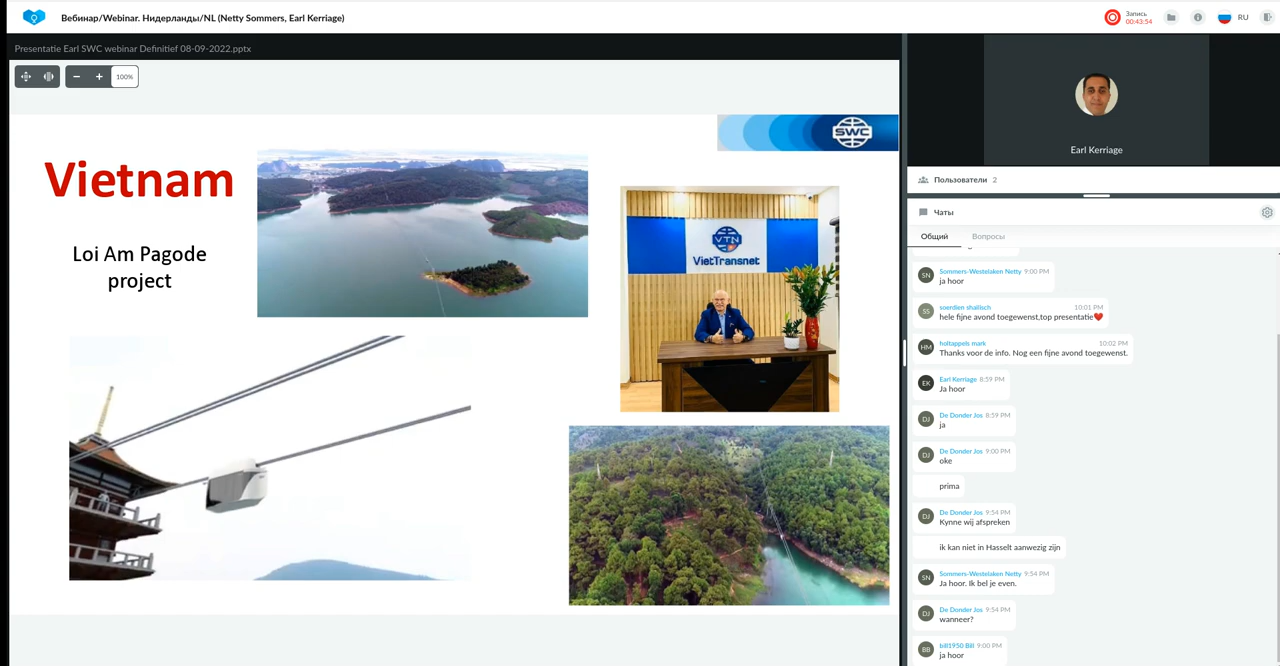 Вебинар/Webinar. Нидерланды/NL (Netty Sommers, Earl Kerriage)
Запись
00:43:54
RU
Presentatie Earl SWC webinar Definitief 08-09-2022.pptx
100%
SWC
Vietnam
Loi Am Pagode
project
VTN
VietTransnet
Earl Kerriage
Пользователи 2
Чаты
Общий Вопросы
SN
Sommers-Westelaken Netty 9:00 PM
ja hoor
SS
soerdien shallisch 10:01 PM
hele fijne avond toegewenst,top presentatie❤️
HM
holtappels mark 10:02 PM
Thanks voor de info. Nog een fijne avond toegewenst.
EK
Earl Kerriage 8:59 PM
Ja hoor
DJ
De Donder Jos 8:59 PM
ja
DJ
De Donder Jos 9:00 PM
oke
prima
DJ
De Donder Jos 9:54 PM
Kynne wij afspreken
ik kan niet in Hasselt aanwezig zijn
SN
Sommers-Westelaken Netty 9:54 PM
Ja hoor. Ik bel je even.
DJ
De Donder Jos 9:54 PM
wanneer?
BB
bill1950 Bill 9:00 PM
ja hoor